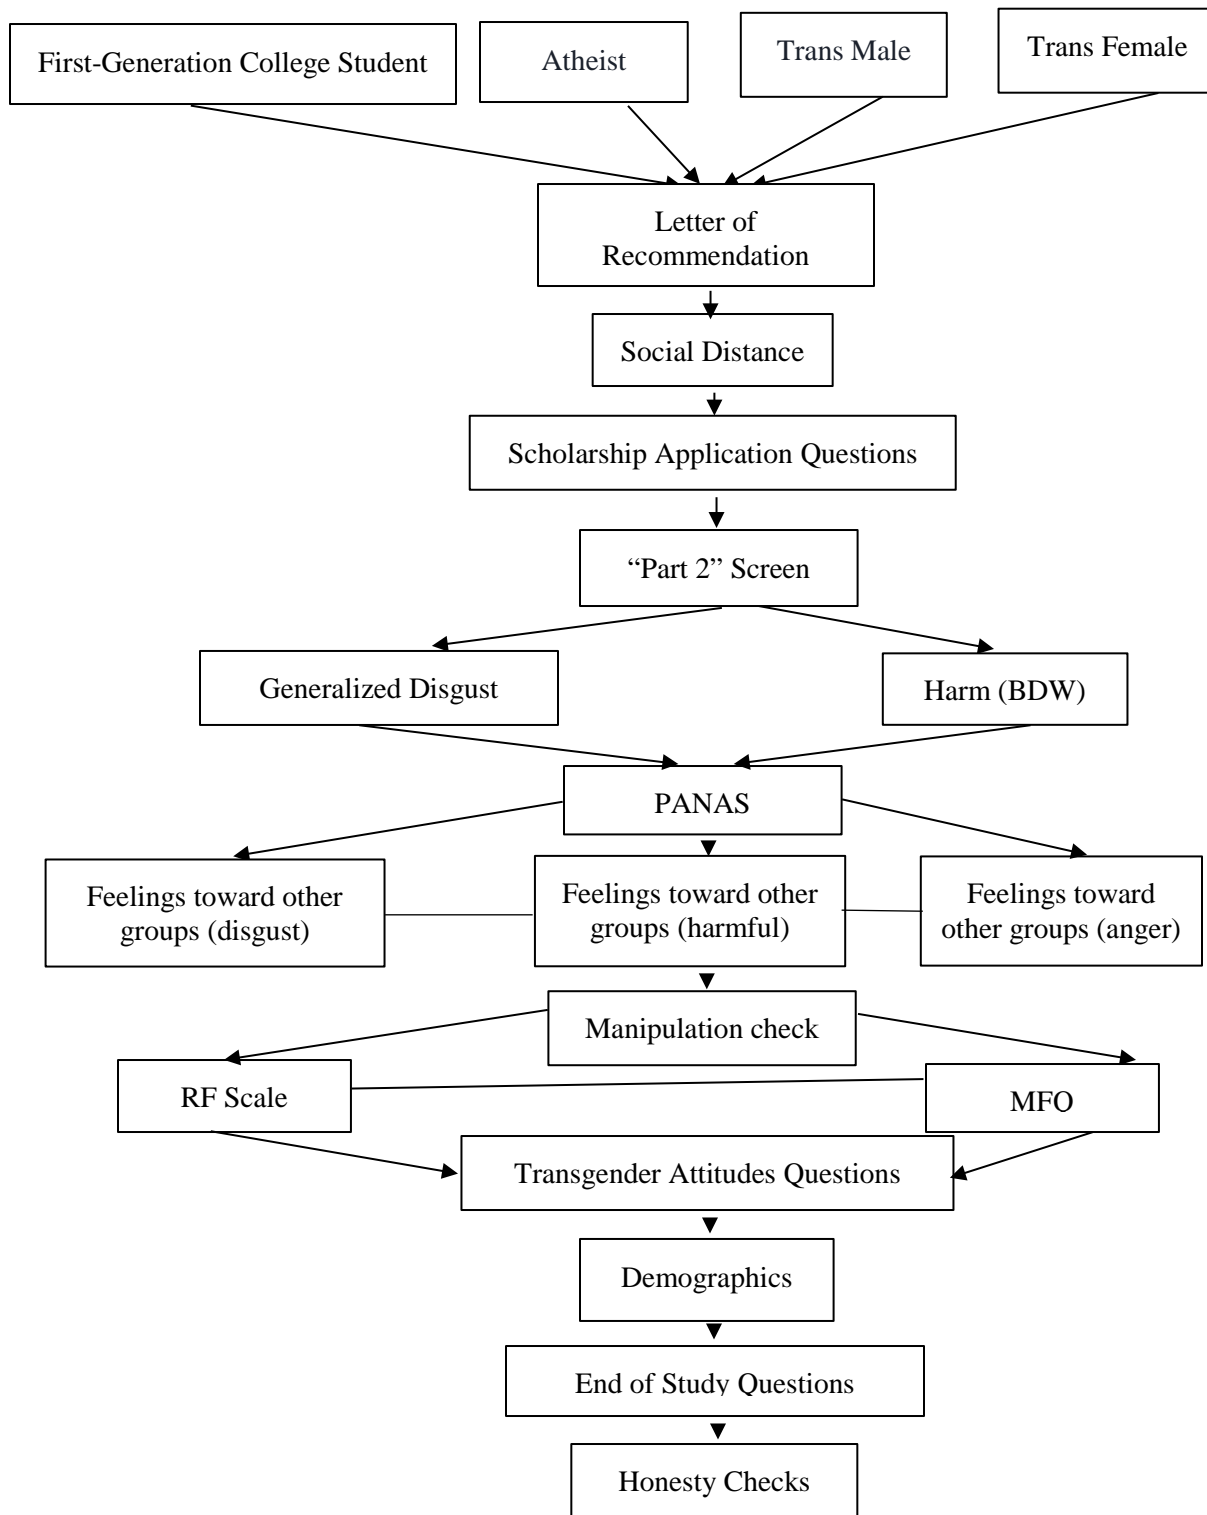 First-Generation College Student
Atheist
Trans Male
Trans Female
Letter of
Recommendation
Social Distance
Scholarship Application Questions
“Part 2” Screen
Generalized Disgust
Harm (BDW)
PANAS
Feelings toward other
groups (disgust)
Feelings toward other
groups (harmful)
Feelings toward
other groups (anger)
Manipulation check
RF Scale
MFO
Transgender Attitudes Questions
Demographics
End of Study Questions
Honesty Checks